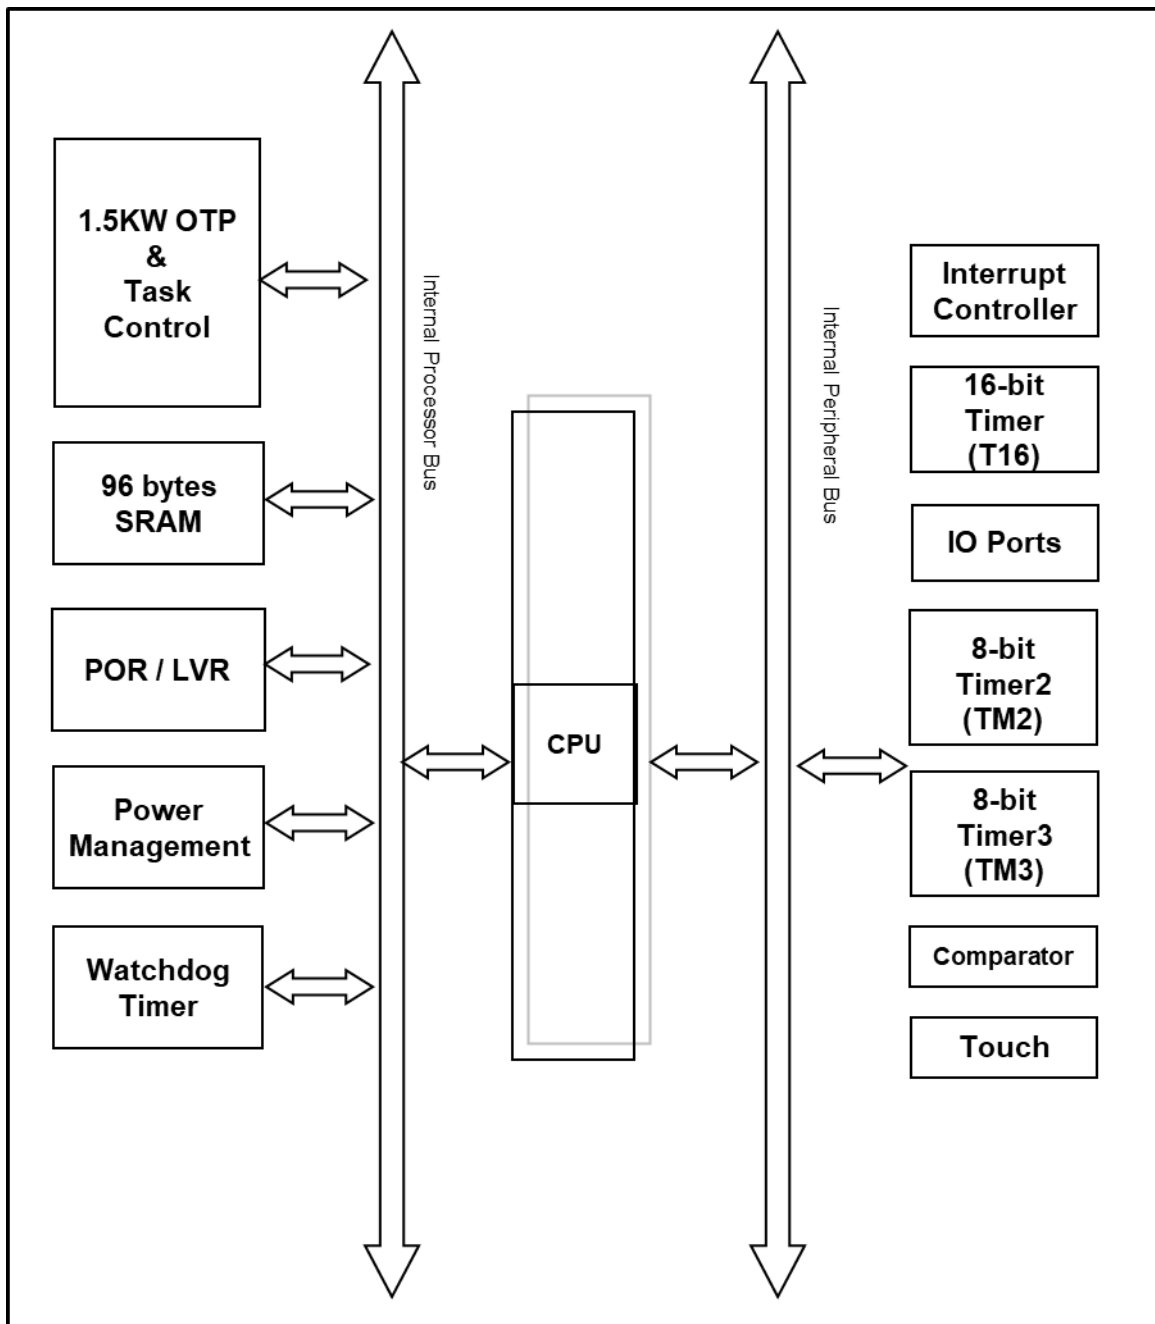 1.5KW OTP
&
Task
Control
96 bytes
SRAM
POR / LVR
Power
Management
Watchdog
Timer
Internal Processor Bus
CPU
Internal Peripheral Bus
Interrupt
Controller
16-bit
Timer
(T16)
IO Ports
8-bit
Timer2
(TM2)
8-bit
Timer3
(TM3)
Comparator
Touch